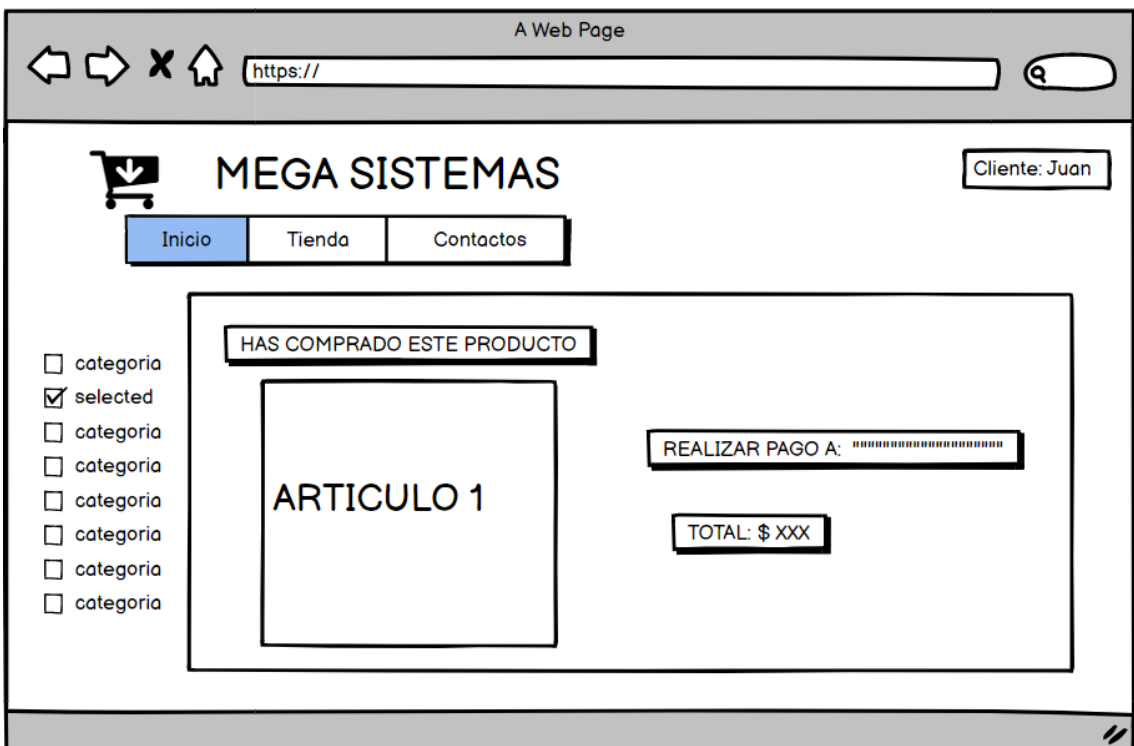 A Web Page
https://
MEGA SISTEMAS
Cliente: Juan
Inicio Tienda Contactos
HAS COMPRADO ESTE PRODUCTO
categoria
selected
categoria
categoria
categoria
categoria
categoria
categoria
ARTICULO 1
REALIZAR PAGO A: """"""""""""""""""""
TOTAL: $ XXX